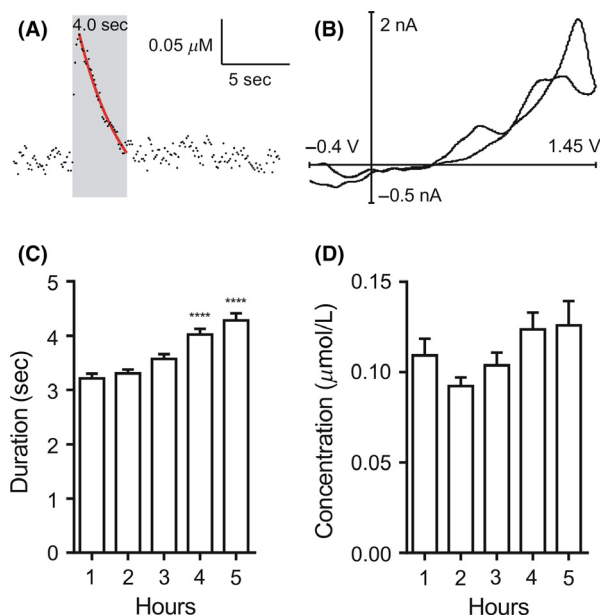 (A)
4.0 sec
0.05 μM
5 sec
(B)
2 nA
−0.4 V
1.45 V
−0.5 nA
(C)
5
4
3
2
1
0
Duration (sec)
****
****
1
2
3
4
5
Hours
(D)
0.15
0.10
0.05
0.00
Concentration (μmol/L)
1
2
3
4
5
Hours